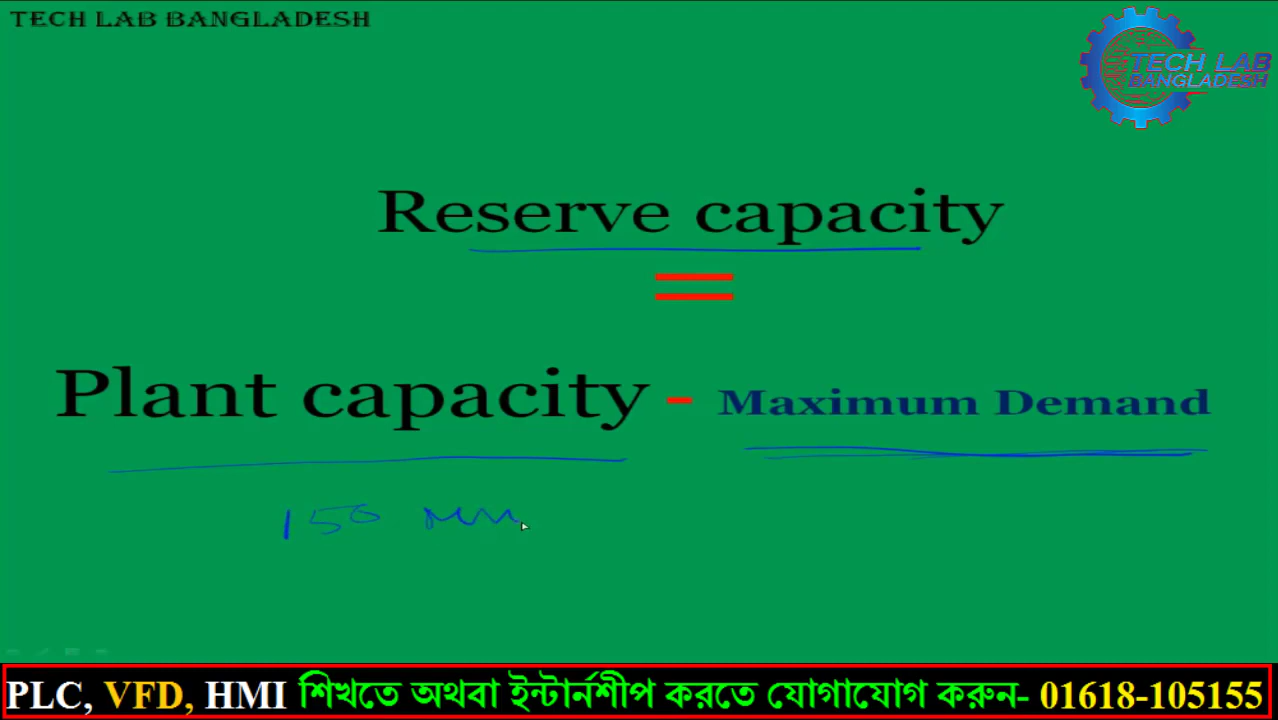 TECH LAB BANGLADESH
TECH LAB
BANGLADESH
Reserve capacity
=
Plant capacity - Maximum Demand
150
PLC, VFD, HMI শিখতে অথবা ইন্টার্নশীপ করতে যোগাযোগ করুন- 01618-105155